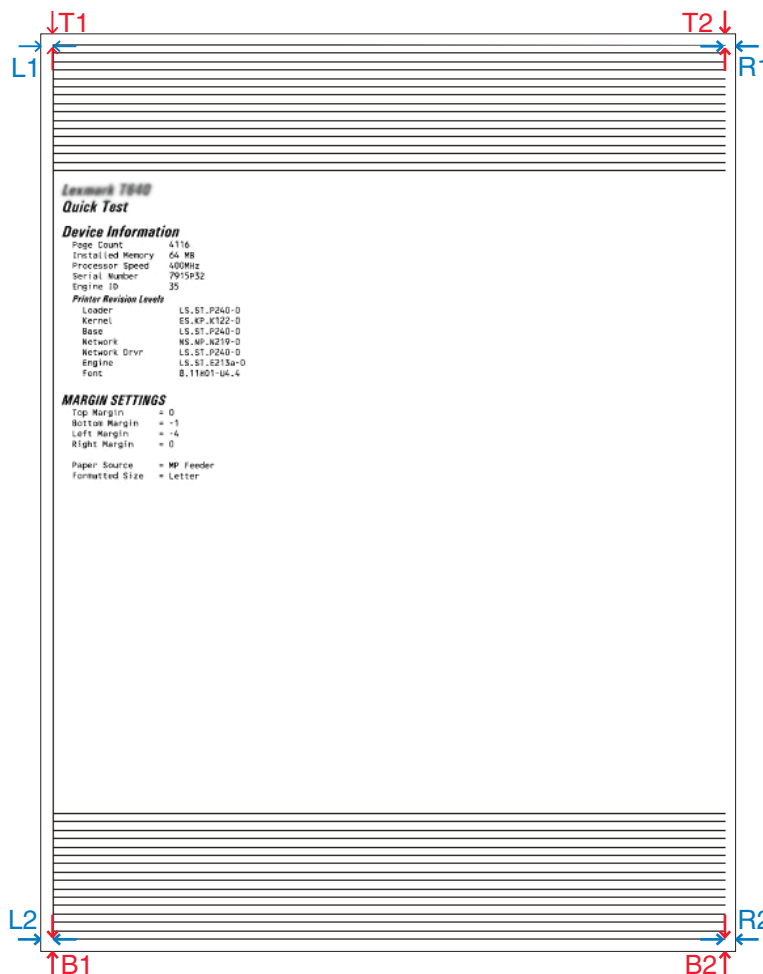 T1 T2
L1 R1
Lexmark T640
Quick Test
Device Information
Page Count 4116
Installed Memory 64 MB
Processor Speed 400MHz
Serial Number 7915P32
Engine ID 35
Printer Revision Levels
Loader LS.ST.P240-0
Kernel ES.KP.K122-0
Base LS.ST.P240-0
Network NS.NP.N219-0
Network Drvr LS.ST.P240-0
Engine LS.ST.E213a-0
Font 8.11H01-U4.4
MARGIN SETTINGS
Top Margin = 0
Bottom Margin = -1
Left Margin = -4
Right Margin = 0
Paper Source = MP Feeder
Formatted Size = Letter
L2 R2
B1 B2